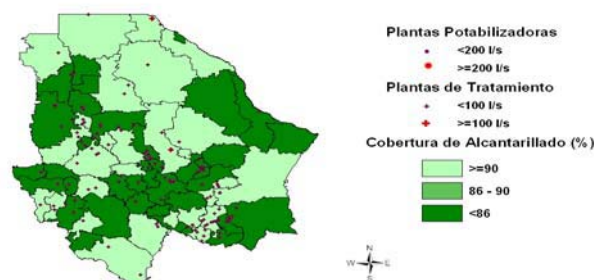 Plantas Potabilizadoras
<200 l/s
>=200 l/s
Plantas de Tratamiento
<100 l/s
>=100 l/s
Cobertura de Alcantarillado (%)
>=90
86 - 90
<86
N
W E
S